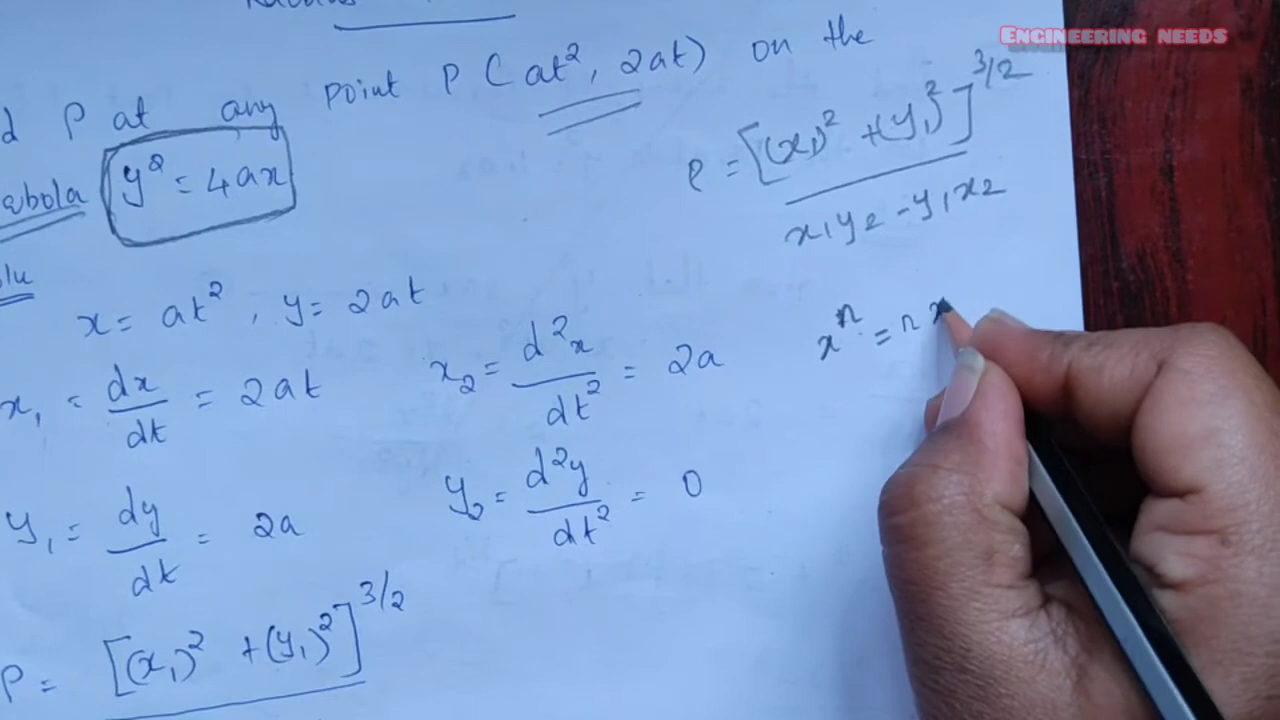 ENGINEERING NEEDS
d ρ at any point P (at², 2at) on the
abola y² = 4ax
ρ = [(x₁)² + (y₁)²]^3/2 / x₁y₂ - y₁x₂
olu
x = at², y = 2at
xⁿ = n x
x₁ = dx/dt = 2at x₂ = d²x/dt² = 2a
y₁ = dy/dt = 2a y₂ = d²y/dt² = 0
ρ = [(x₁)² + (y₁)²]^3/2